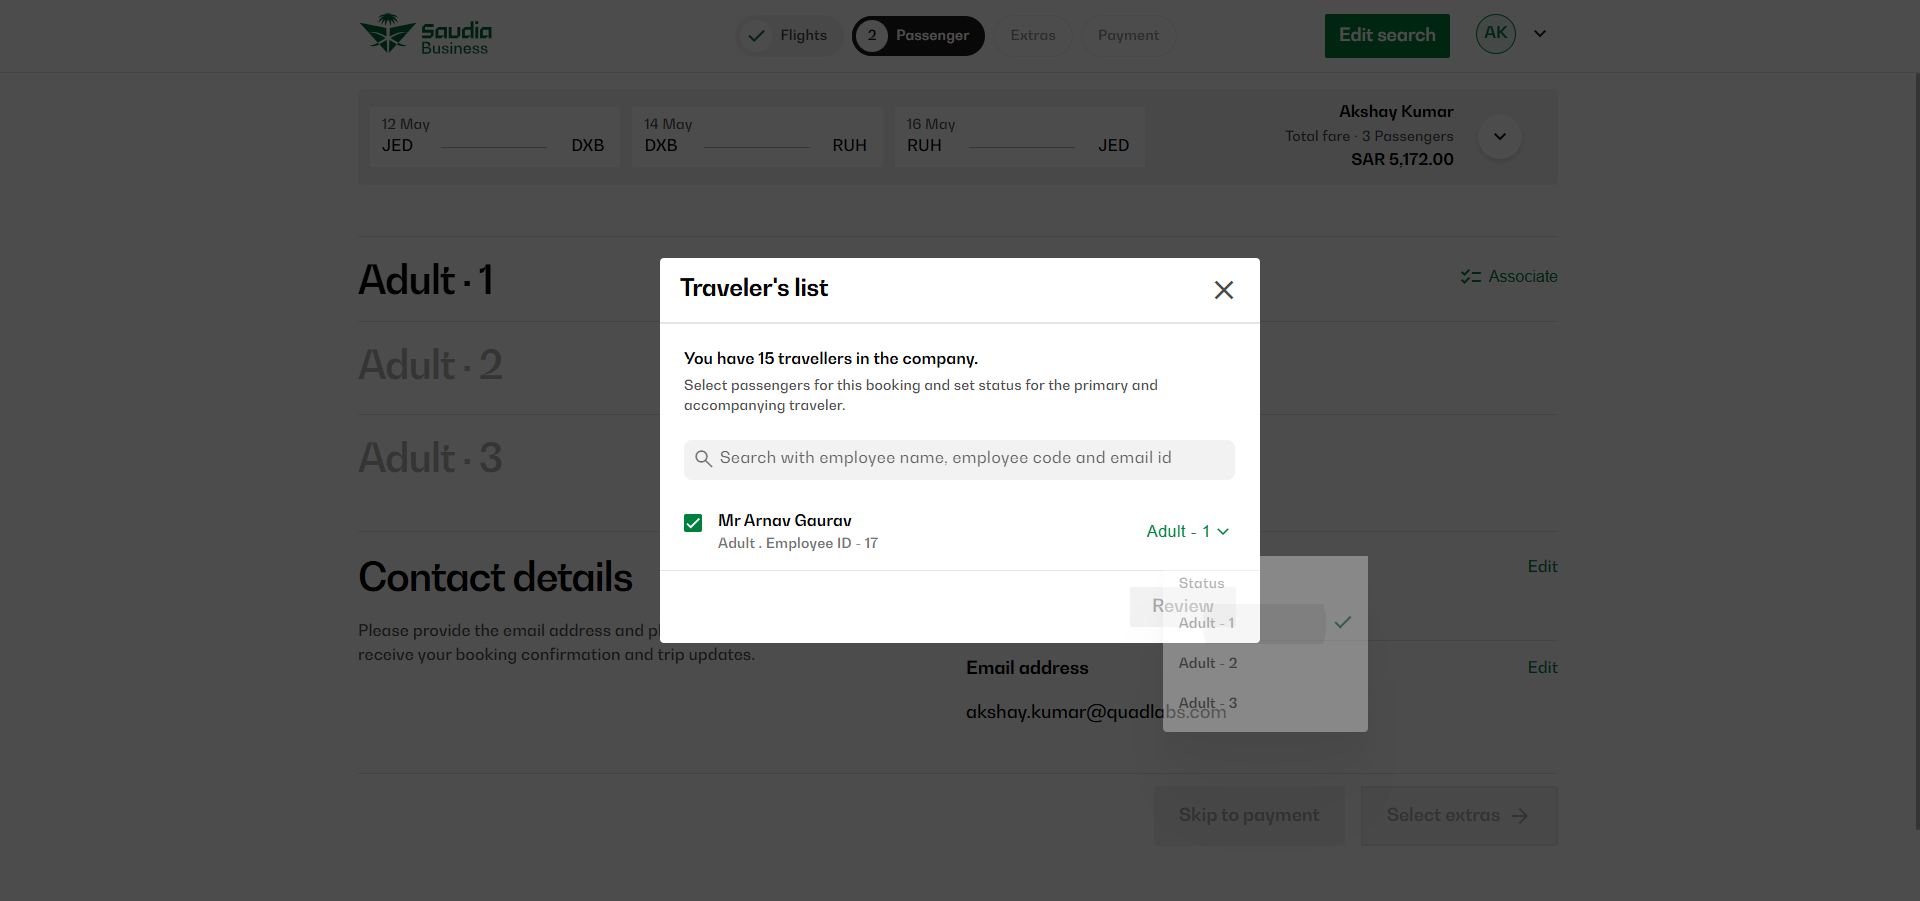 Saudia
Business
Flights
2 Passenger
Extras
Payment
Edit search
AK
12 May
JED DXB
14 May
DXB RUH
16 May
RUH JED
Akshay Kumar
Total fare · 3 Passengers
SAR 5,172.00
Adult · 1
Associate
Adult · 2
Adult · 3
Traveler's list
You have 15 travellers in the company.
Select passengers for this booking and set status for the primary and
accompanying traveler.
Search with employee name, employee code and email id
Mr Arnav Gaurav
Adult . Employee ID - 17
Adult - 1
Review
Status
Adult - 1
Adult - 2
Adult - 3
Contact details
Edit
Please provide the email address and
receive your booking confirmation and trip updates.
Email address
Edit
akshay.kumar@quadlabs.com
Skip to payment
Select extras